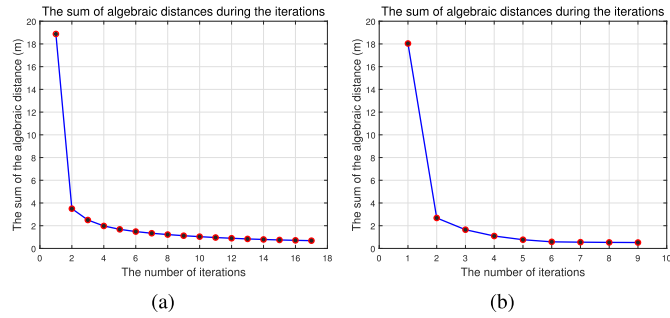 The sum of algebraic distances during the iterations
The sum of the algebraic distance (m)
20
18
16
14
12
10
8
6
4
2
0
0 2 4 6 8 10 12 14 16 18
The number of iterations
(a)
The sum of algebraic distances during the iterations
The sum of the algebraic distance (m)
20
18
16
14
12
10
8
6
4
2
0
0 1 2 3 4 5 6 7 8 9 10
The number of iterations
(b)